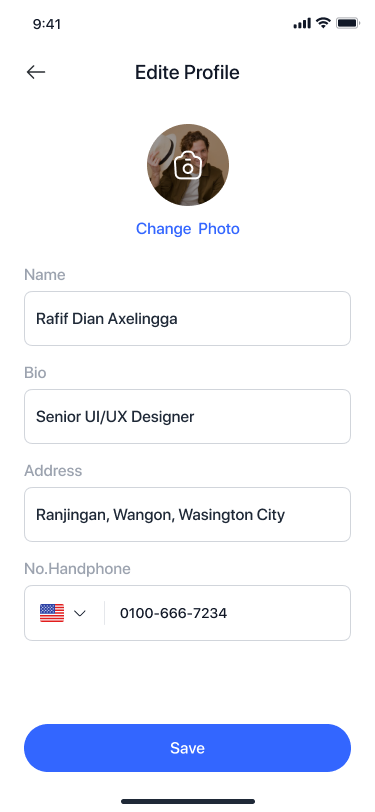 9:41
Edite Profile
Change Photo
Name
Rafif Dian Axelingga
Bio
Senior UI/UX Designer
Address
Ranjingan, Wangon, Wasington City
No.Handphone
0100-666-7234
Save